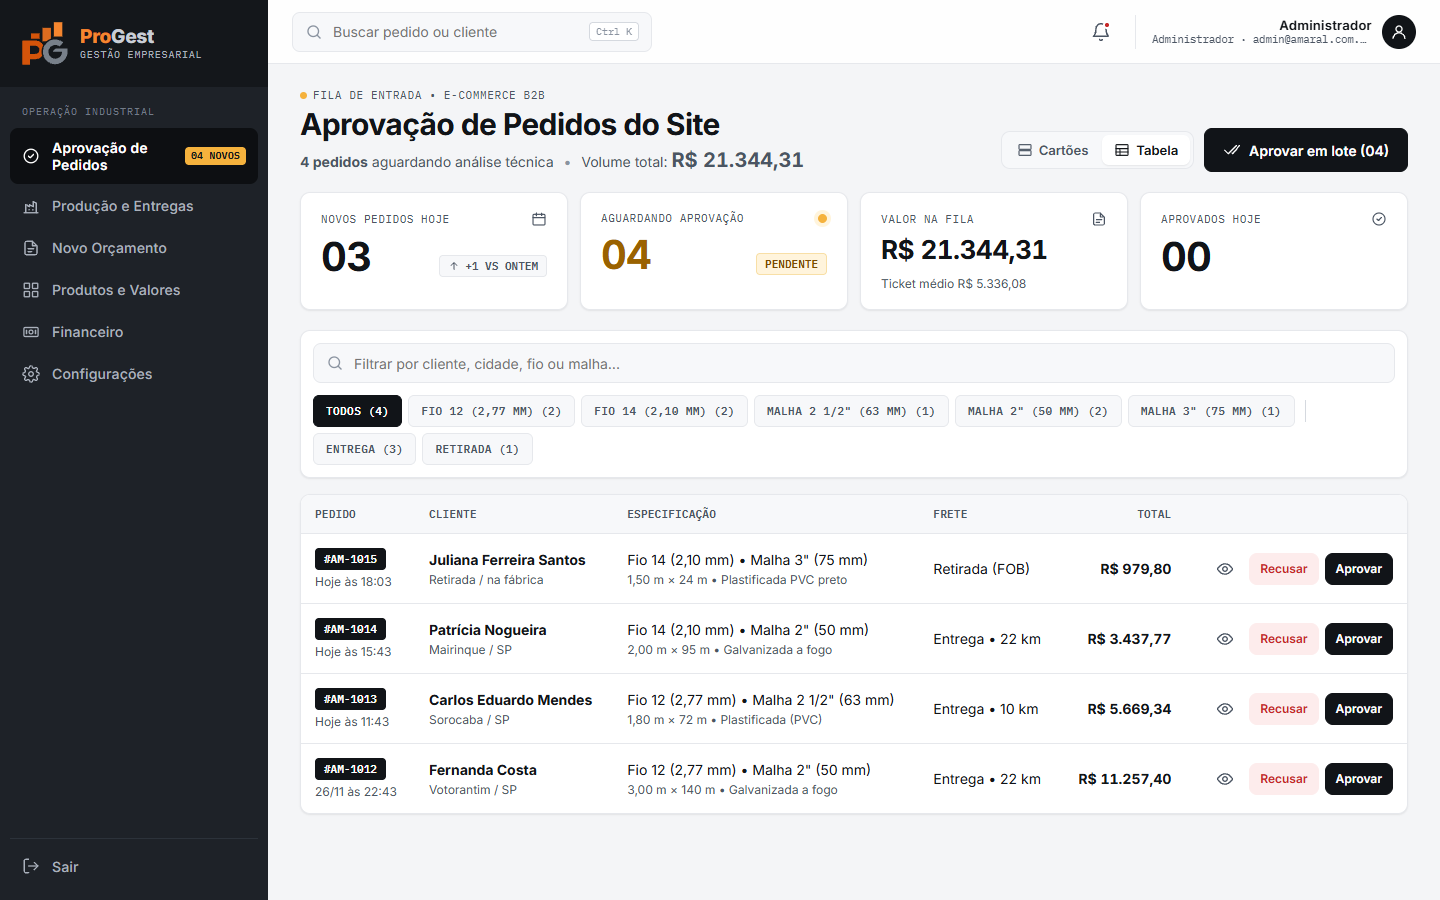 PG ProGest
GESTÃO EMPRESARIAL
Buscar pedido ou cliente
Ctrl K
Administrador
Administrador · admin@amaral.com.…
OPERAÇÃO INDUSTRIAL
Aprovação de
Pedidos
04 NOVOS
Produção e Entregas
Novo Orçamento
Produtos e Valores
Financeiro
Configurações
Sair
FILA DE ENTRADA • E-COMMERCE B2B
Aprovação de Pedidos do Site
4 pedidos aguardando análise técnica • Volume total: R$ 21.344,31
Cartões
Tabela
Aprovar em lote (04)
NOVOS PEDIDOS HOJE
03
↑ +1 VS ONTEM
AGUARDANDO APROVAÇÃO
04
PENDENTE
VALOR NA FILA
R$ 21.344,31
Ticket médio R$ 5.336,08
APROVADOS HOJE
00
Filtrar por cliente, cidade, fio ou malha...
TODOS (4)
FIO 12 (2,77 MM) (2)
FIO 14 (2,10 MM) (2)
MALHA 2 1/2" (63 MM) (1)
MALHA 2" (50 MM) (2)
MALHA 3" (75 MM) (1)
ENTREGA (3)
RETIRADA (1)
PEDIDO CLIENTE ESPECIFICAÇÃO FRETE TOTAL
#AM-1015 Juliana Ferreira Santos Fio 14 (2,10 mm) • Malha 3" (75 mm) Retirada (FOB) R$ 979,80 Recusar Aprovar
Hoje às 18:03 Retirada / na fábrica 1,50 m × 24 m • Plastificada PVC preto
#AM-1014 Patrícia Nogueira Fio 14 (2,10 mm) • Malha 2" (50 mm) Entrega • 22 km R$ 3.437,77 Recusar Aprovar
Hoje às 15:43 Mairinque / SP 2,00 m × 95 m • Galvanizada a fogo
#AM-1013 Carlos Eduardo Mendes Fio 12 (2,77 mm) • Malha 2 1/2" (63 mm) Entrega • 10 km R$ 5.669,34 Recusar Aprovar
Hoje às 11:43 Sorocaba / SP 1,80 m × 72 m • Plastificada (PVC)
#AM-1012 Fernanda Costa Fio 12 (2,77 mm) • Malha 2" (50 mm) Entrega • 22 km R$ 11.257,40 Recusar Aprovar
26/11 às 22:43 Votorantim / SP 3,00 m × 140 m • Galvanizada a fogo